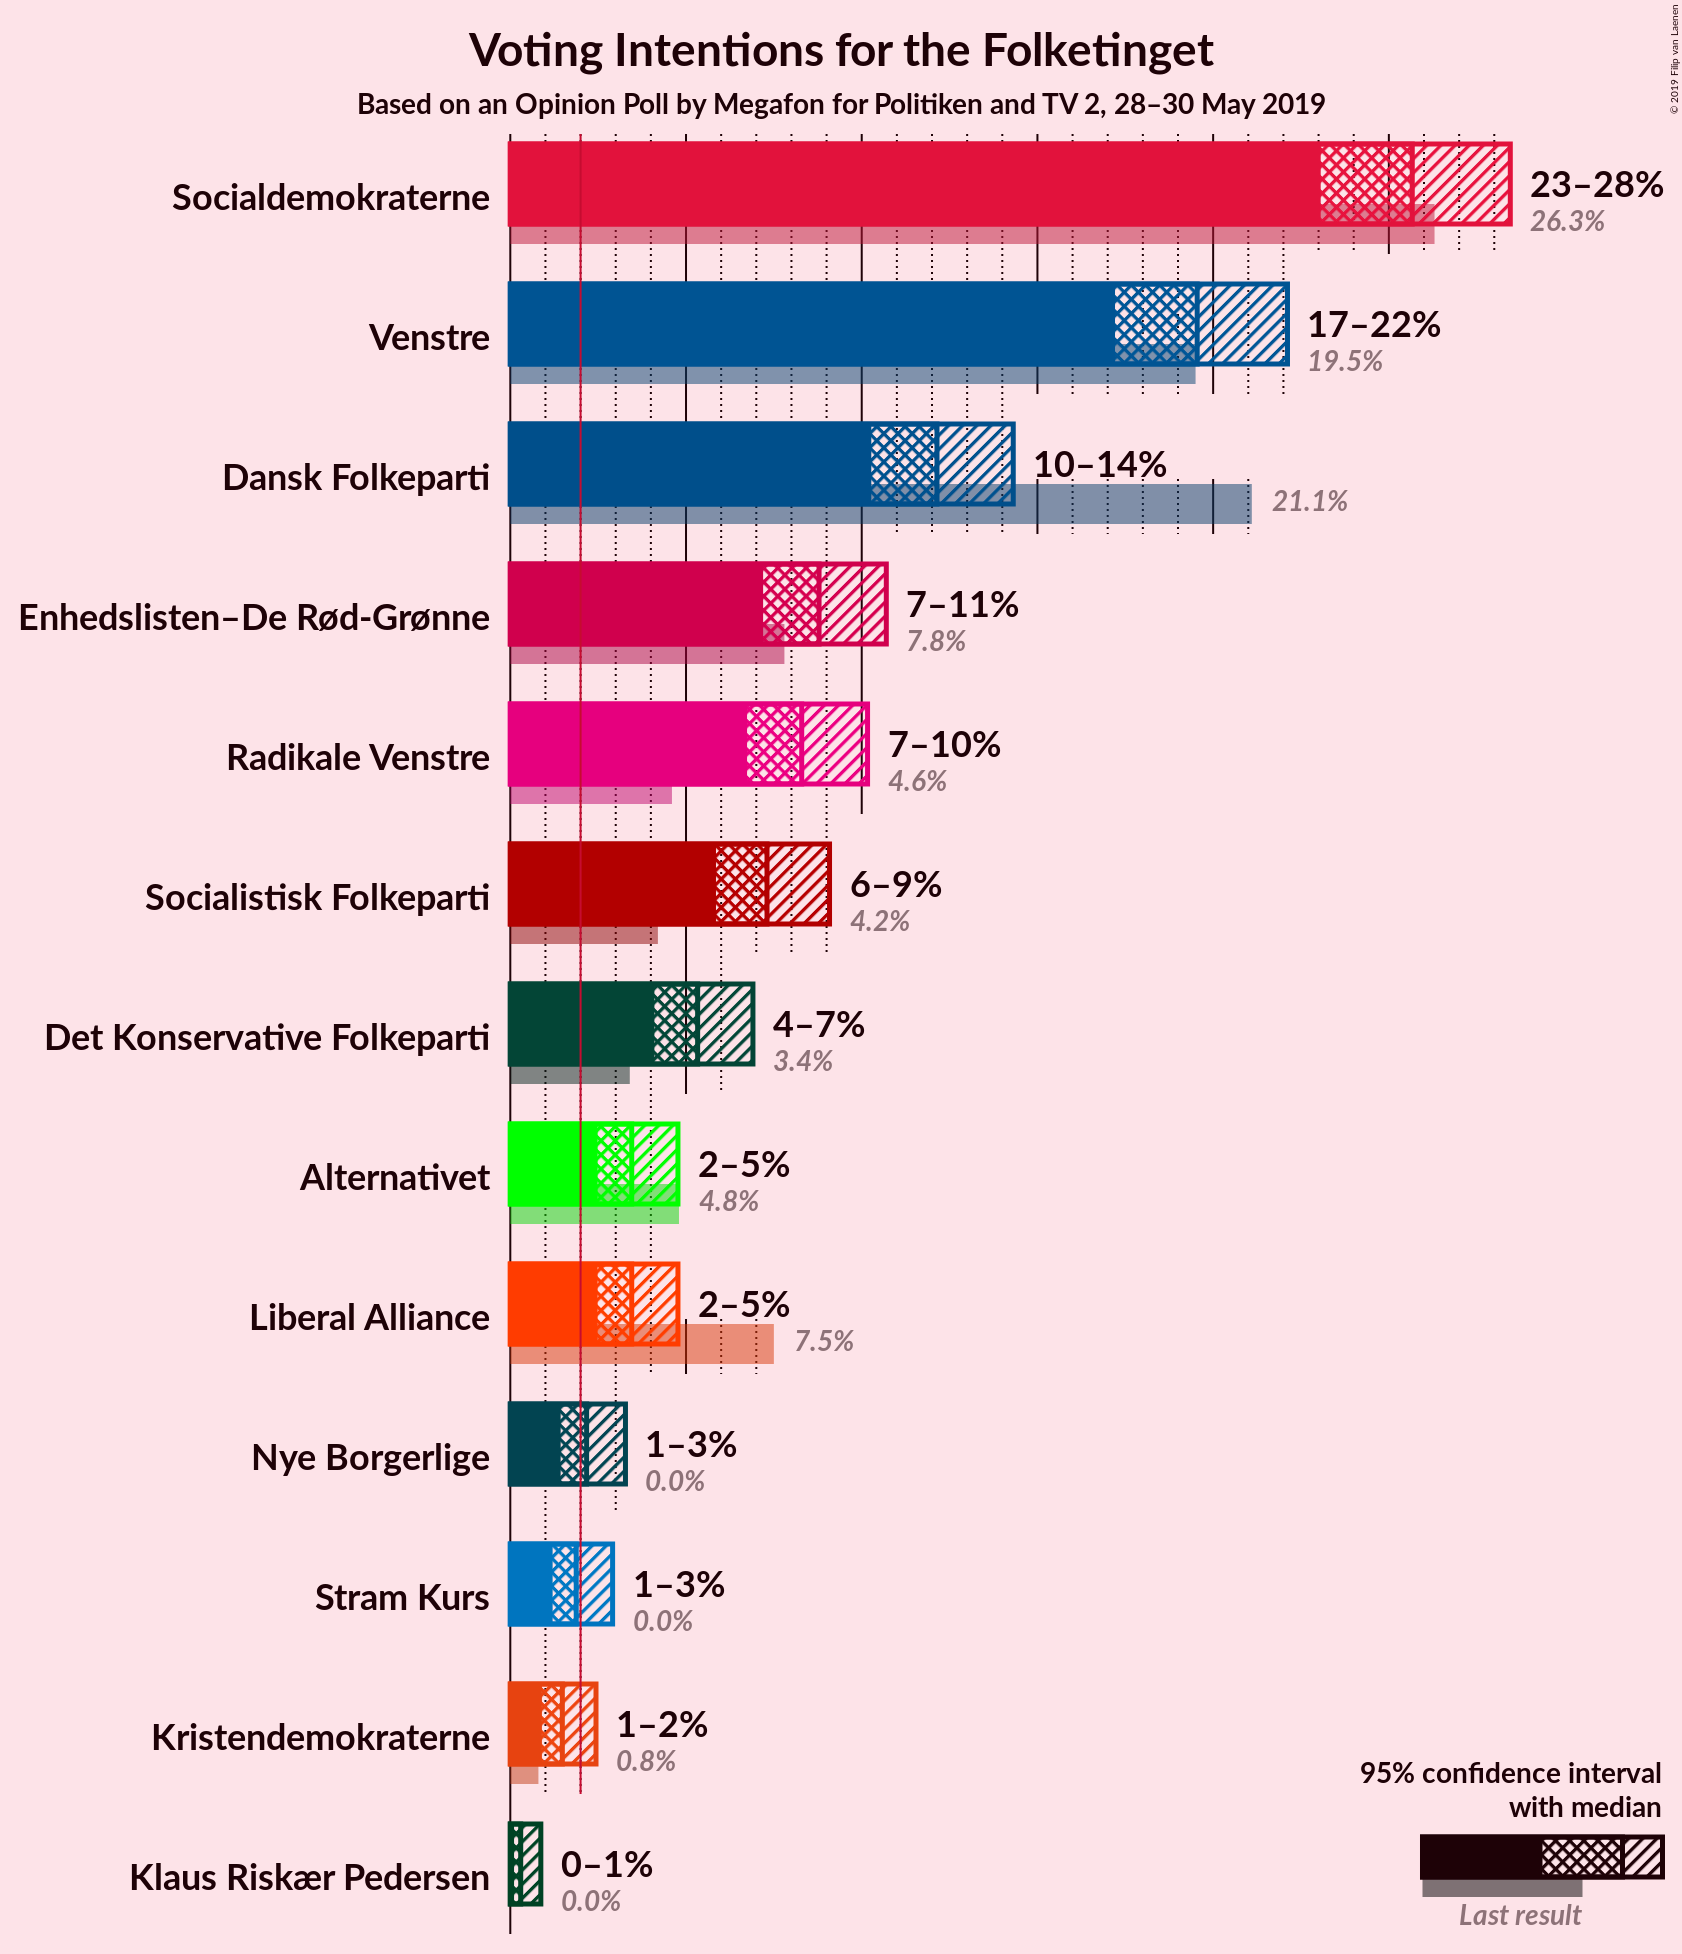 Voting Intentions for the Folketinget
Based on an Opinion Poll by Megafon for Politiken and TV 2, 28–30 May 2019
© 2019 Filip van Laenen
Socialdemokraterne
23–28%
26.3%
Venstre
17–22%
19.5%
Dansk Folkeparti
10–14%
21.1%
Enhedslisten–De Rød-Grønne
7–11%
7.8%
Radikale Venstre
7–10%
4.6%
Socialistisk Folkeparti
6–9%
4.2%
Det Konservative Folkeparti
4–7%
3.4%
Alternativet
2–5%
4.8%
Liberal Alliance
2–5%
7.5%
Nye Borgerlige
1–3%
0.0%
Stram Kurs
1–3%
0.0%
Kristendemokraterne
1–2%
0.8%
Klaus Riskær Pedersen
0–1%
0.0%
95% confidence interval
with median
Last result